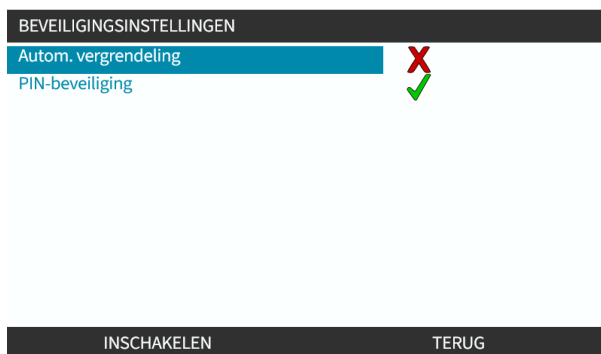 BEVEILIGINGSINSTELLINGEN
Autom. vergrendeling
PIN-beveiliging
INSCHAKELEN TERUG